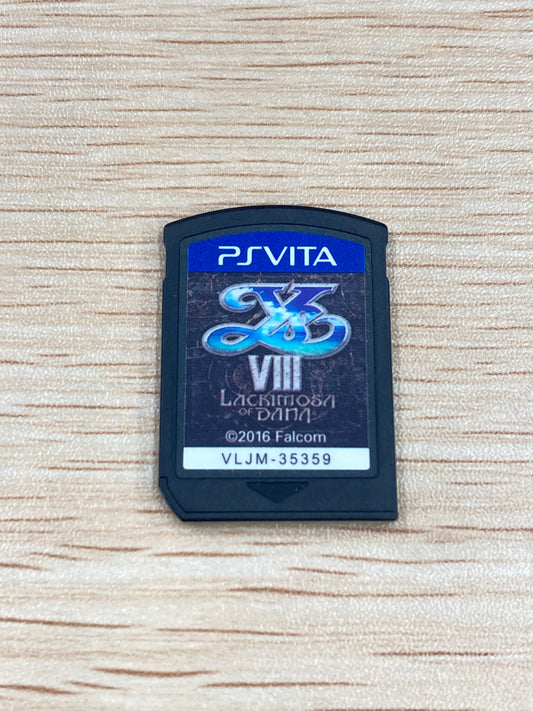 PSVITA
Ys
VIII
LACRIMOSA
OF DANA
©2016 Falcom
VLJM-35359